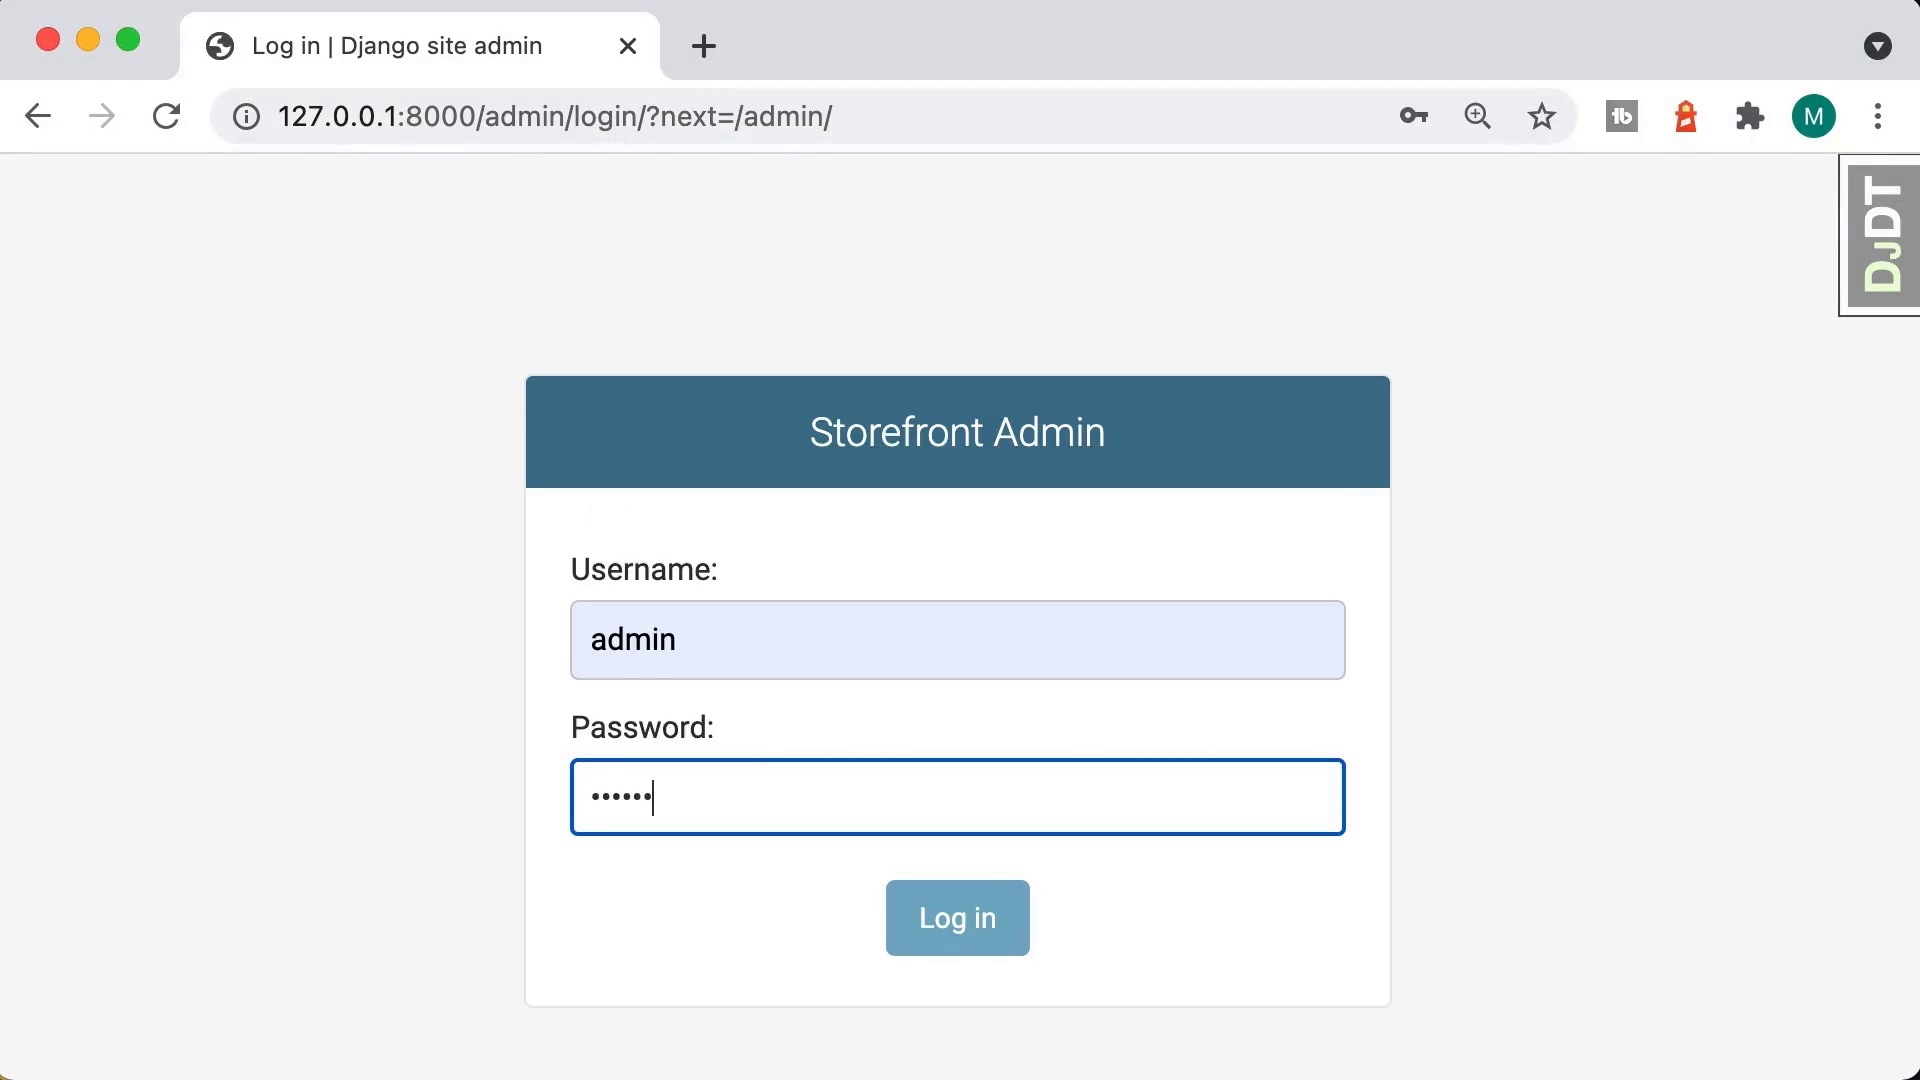 Log in | Django site admin
127.0.0.1:8000/admin/login/?next=/admin/
tb
M
DJDT
Storefront Admin
Username:
admin
Password:
••••••
Log in